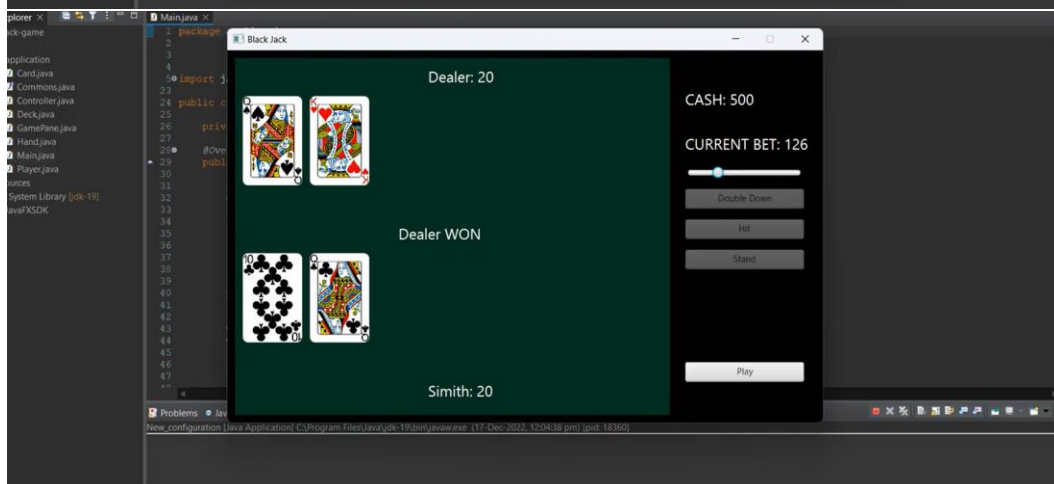 plorer
Main.java
ck-game
pplication
Card.java
Commons.java
Controller.java
Deck.java
GamePane.java
Hand.java
Main.java
Player.java
ources
System Library [jdk-19]
avaFXSDK
1 package
2
3
4
5 import j
23
24 public c
25
26 priv
27
28 @Ove
29 publ
30
31
32
33
34
35
36
37
38
39
40
41
42
43
44
45
46
47
Black Jack
Dealer: 20
Q K
Dealer WON
10 Q
Simith: 20
CASH: 500
CURRENT BET: 126
Double Down
Hit
Stand
Play
Problems Jav
New_configuration [Java Application] C:\Program Files\Java\jdk-19\bin\javaw.exe (17-Dec-2022, 12:04:38 pm) [pid: 18360]